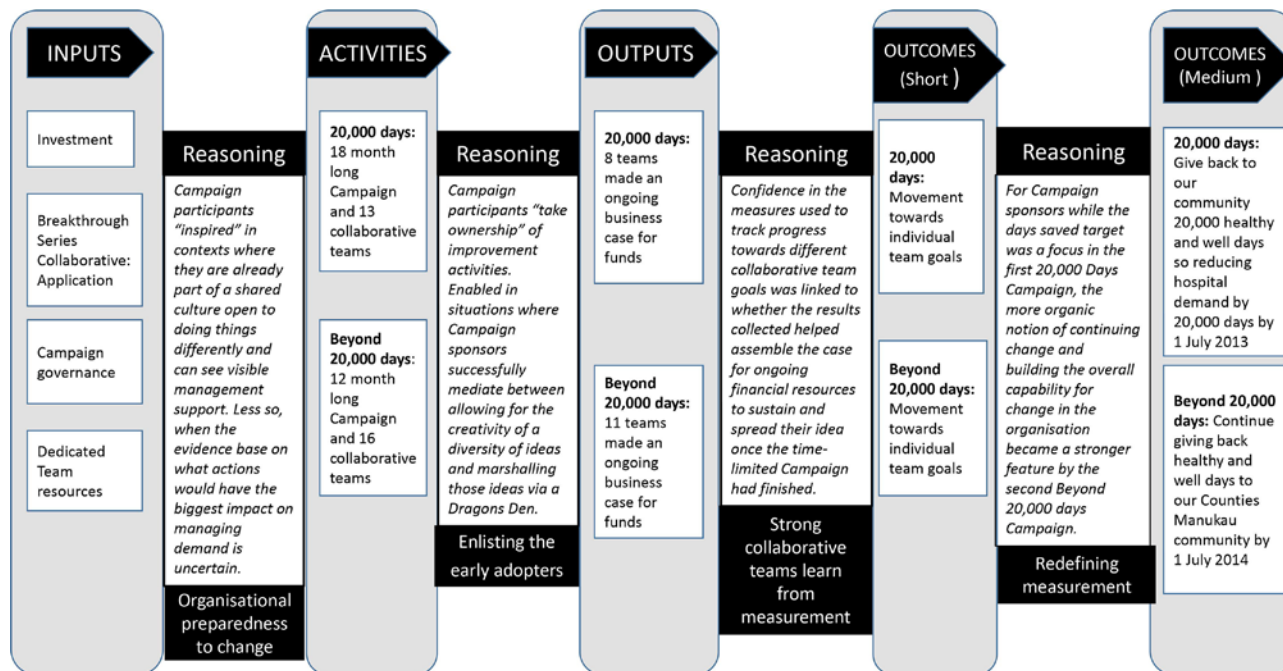 INPUTS
Investment
Breakthrough
Series
Collaborative:
Application
Campaign
governance
Dedicated
Team
resources
Reasoning
Campaign
participants
“inspired” in
contexts where
they are already
part of a shared
culture open to
doing things
differently and
can see visible
management
support. Less so,
when the
evidence base on
what actions
would have the
biggest impact on
managing
demand is
uncertain.
Organisational
preparedness
to change
ACTIVITIES
20,000 days:
18 month
long
Campaign
and 13
collaborative
teams
Beyond
20,000 days:
12 month
long
Campaign
and 16
collaborative
teams
Reasoning
Campaign
participants “take
ownership” of
improvement
activities.
Enabled in
situations where
Campaign
sponsors
successfully
mediate between
allowing for the
creativity of a
diversity of ideas
and marshalling
those ideas via a
Dragons Den.
Enlisting the
early adopters
OUTPUTS
20,000 days:
8 teams
made an
ongoing
business
case for
funds
Beyond
20,000 days:
11 teams
made an
ongoing
business
case for
funds
Reasoning
Confidence in the
measures used to
track progress
towards different
collaborative team
goals was linked to
whether the results
collected helped
assemble the case
for ongoing
financial resources
to sustain and
spread their idea
once the time-
limited Campaign
had finished.
Strong
collaborative
teams learn
from
measurement
OUTCOMES
(Short )
20,000
days:
Movement
towards
individual
team goals
Beyond
20,000 days:
Movement
towards
individual
team goals
Reasoning
For Campaign
sponsors while the
days saved target
was a focus in the
first 20,000 Days
Campaign, the
more organic
notion of continuing
change and
building the overall
capability for
change in the
organisation
became a stronger
feature by the
second Beyond
20,000 days
Campaign.
Redefining
measurement
OUTCOMES
(Medium )
20,000 days:
Give back to
our
community
20,000 healthy
and well days
so reducing
hospital
demand by
20,000 days by
1 July 2013
Beyond 20,000
days: Continue
giving back
healthy and
well days to
our Counties
Manukau
community by
1 July 2014